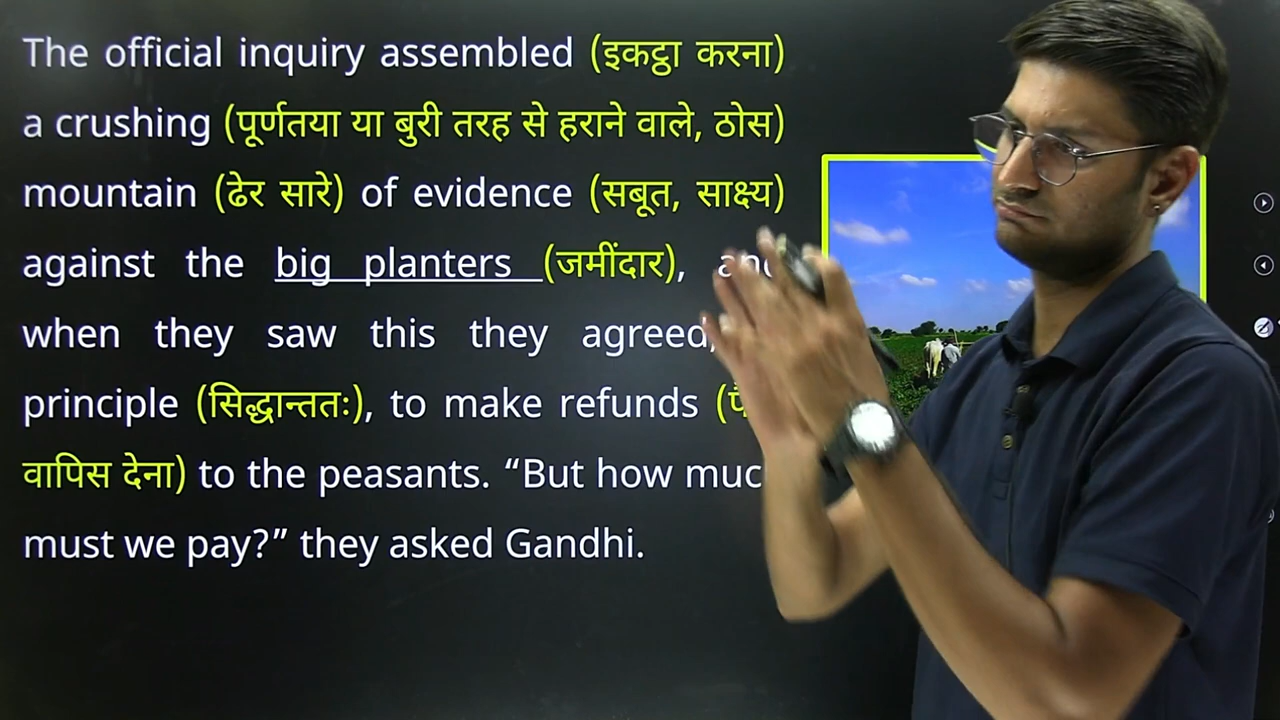 The official inquiry assembled (इकट्ठा करना)
a crushing (पूर्णतया या बुरी तरह से हराने वाले, ठोस)
mountain (ढेर सारे) of evidence (सबूत, साक्ष्य)
against the big planters (जमींदार),
when they saw this they agreed,
principle (सिद्धान्ततः), to make refunds
वापिस देना) to the peasants. “But how
must we pay?” they asked Gandhi.